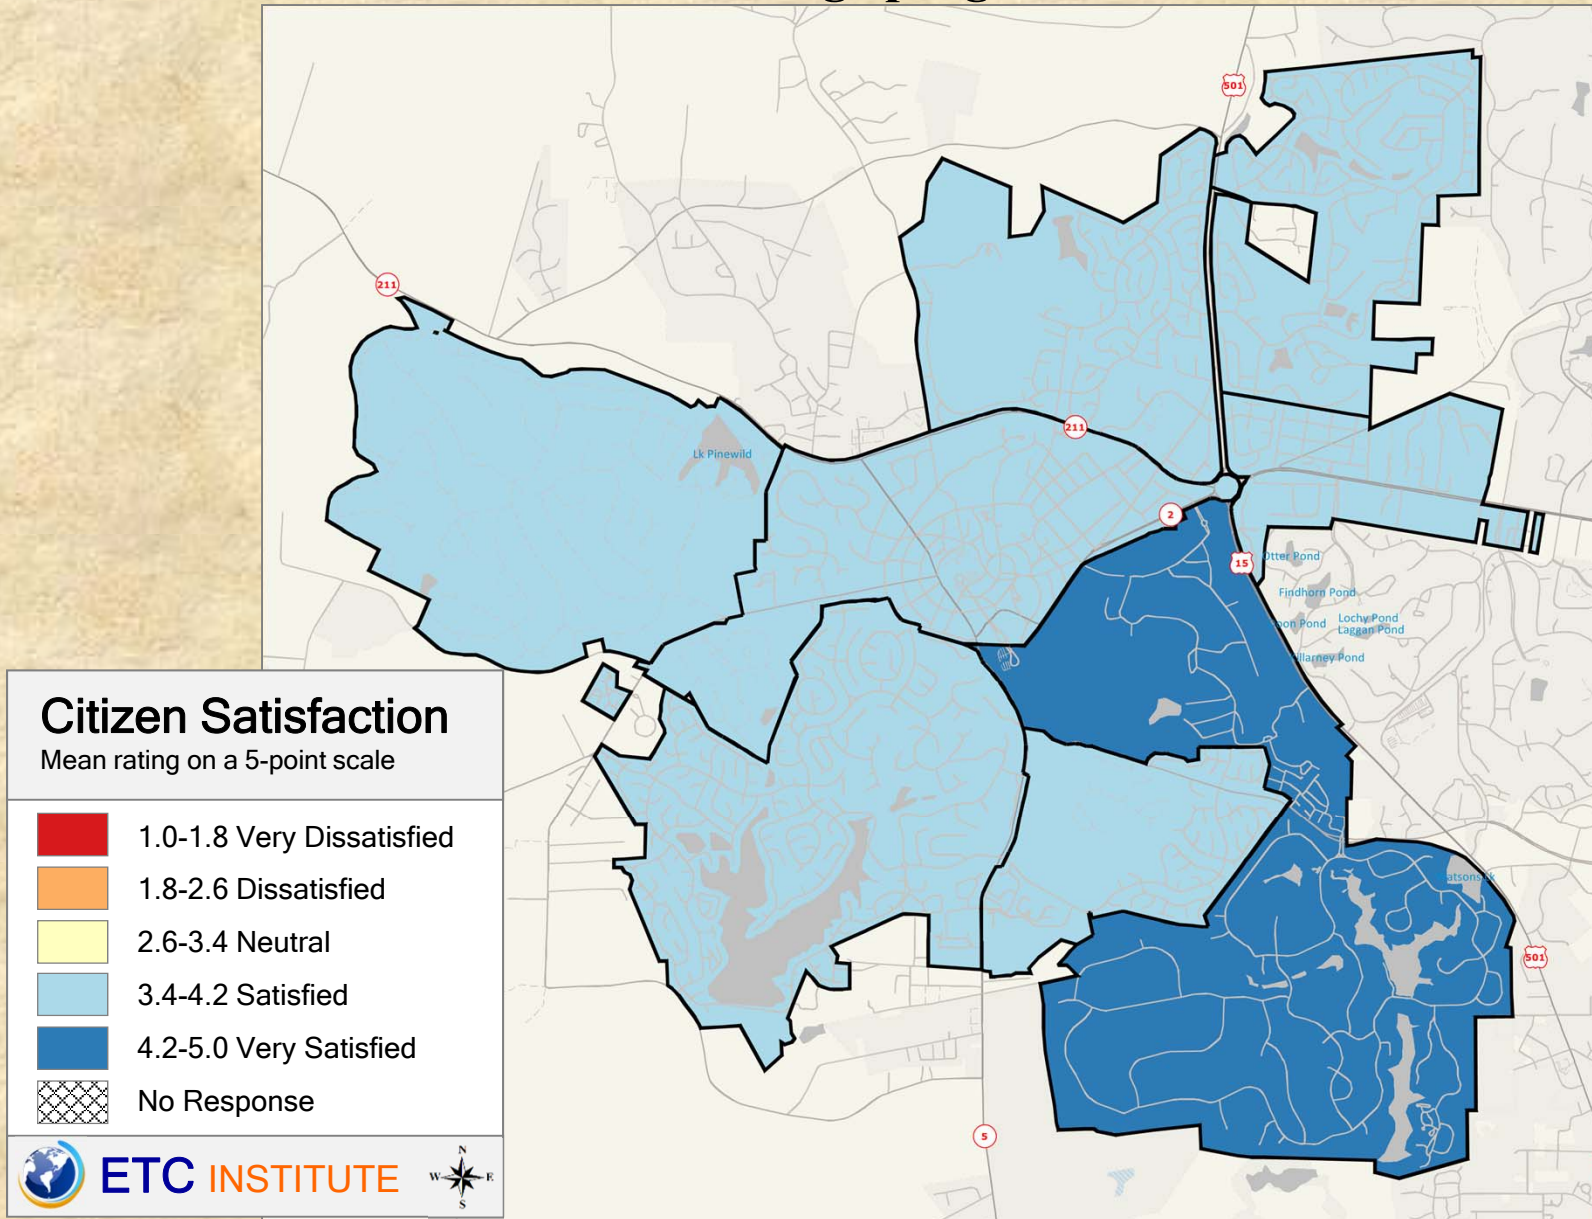 501
211
211
Lk Pinewild
2
15
Otter Pond
Findhorn Pond
Lochy Pond
Pond
Laggan Pond
Pond
501
5
Citizen Satisfaction
Mean rating on a 5-point scale
1.0-1.8 Very Dissatisfied
1.8-2.6 Dissatisfied
2.6-3.4 Neutral
3.4-4.2 Satisfied
4.2-5.0 Very Satisfied
No Response
ETC INSTITUTE
N
W E
S